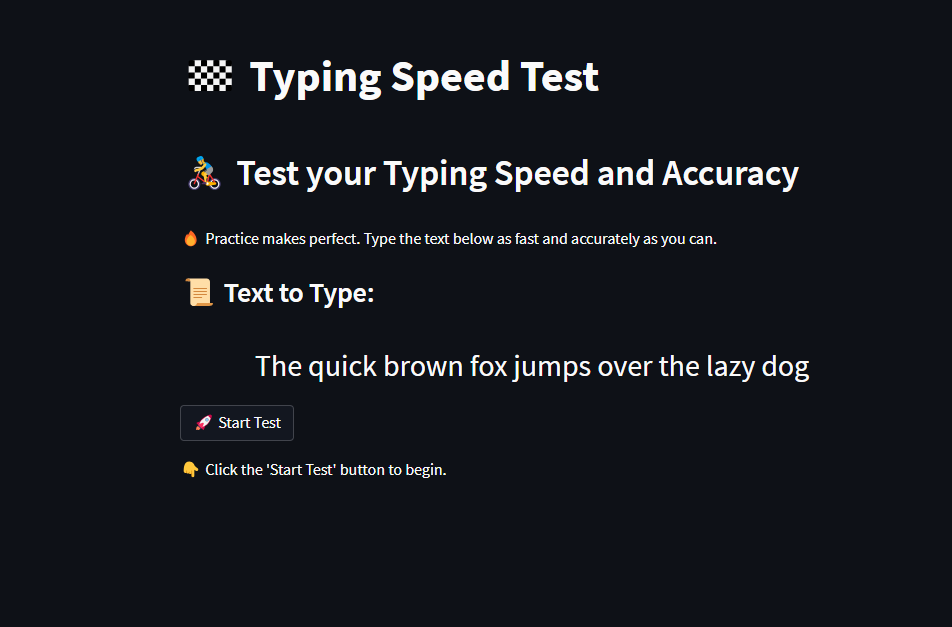 Typing Speed Test
Test your Typing Speed and Accuracy
Practice makes perfect. Type the text below as fast and accurately as you can.
Text to Type:
The quick brown fox jumps over the lazy dog
Start Test
Click the 'Start Test' button to begin.